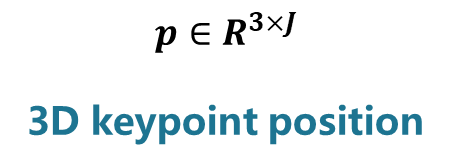 p ∈ R^{3×J}
3D keypoint position